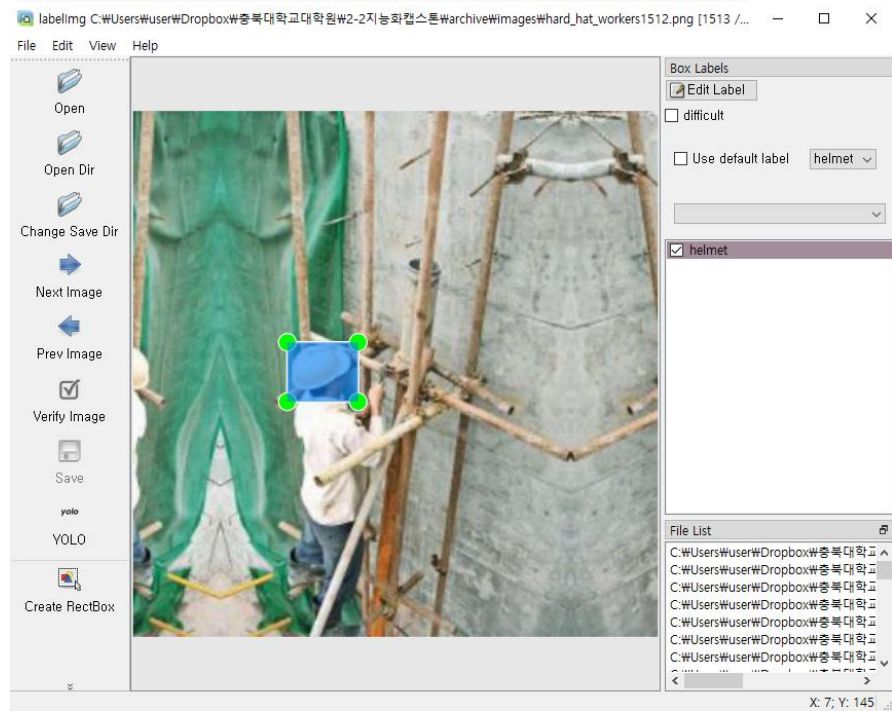 labelImg C:₩Users₩user₩Dropbox₩충북대학교대학원₩2-2지능화캡스톤₩archive₩images₩hard_hat_workers1512.png [1513 /...
File Edit View Help
Open
Open Dir
Change Save Dir
Next Image
Prev Image
Verify Image
Save
yolo
YOLO
Create RectBox
Box Labels
Edit Label
difficult
Use default label helmet
helmet
File List
C:₩Users₩user₩Dropbox₩충북대학교
C:₩Users₩user₩Dropbox₩충북대학교
C:₩Users₩user₩Dropbox₩충북대학교
C:₩Users₩user₩Dropbox₩충북대학교
C:₩Users₩user₩Dropbox₩충북대학교
C:₩Users₩user₩Dropbox₩충북대학교
C:₩Users₩user₩Dropbox₩충북대학교
X: 7; Y: 145